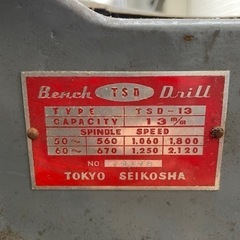 Bench TSD Drill
TYPE TSD-13
CAPACITY 13 m/m
SPINDLE SPEED
50~ 560 1,060 1,800
60~ 670 1,250 2,120
NO
TOKYO SEIKOSHA